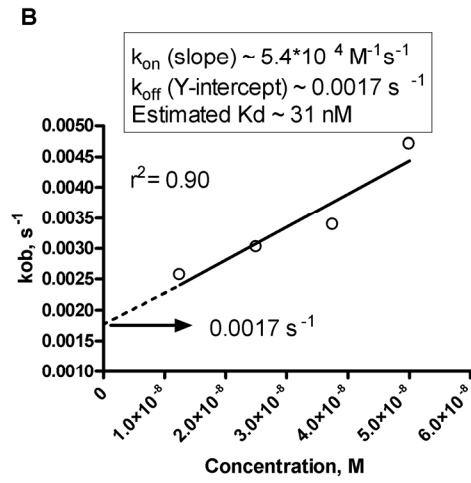 B
k_on (slope) ~ 5.4*10 ⁴ M⁻¹s⁻¹
k_off (Y-intercept) ~ 0.0017 s ⁻¹
Estimated Kd ~ 31 nM
r²= 0.90
kob, s⁻¹
0.0050
0.0045
0.0040
0.0035
0.0030
0.0025
0.0020
0.0015
0.0010
0.0017 s⁻¹
0
1.0×10⁻⁸
2.0×10⁻⁸
3.0×10⁻⁸
4.0×10⁻⁸
5.0×10⁻⁸
6.0×10⁻⁸
Concentration, M